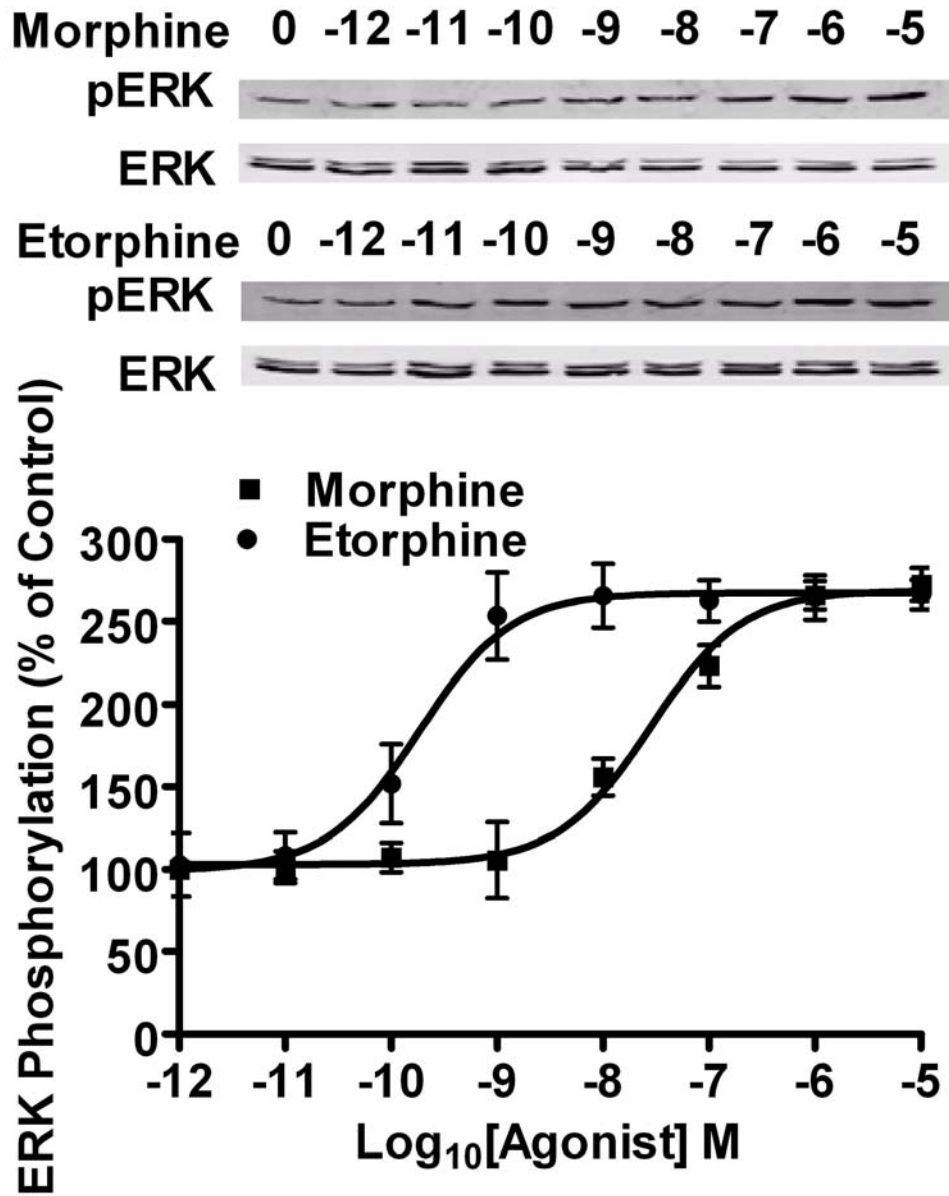 Morphine 0 -12 -11 -10 -9 -8 -7 -6 -5
pERK
ERK
Etorphine 0 -12 -11 -10 -9 -8 -7 -6 -5
pERK
ERK
ERK Phosphorylation (% of Control)
Morphine
Etorphine
300
250
200
150
100
50
0
-12 -11 -10 -9 -8 -7 -6 -5
Log₁₀[Agonist] M